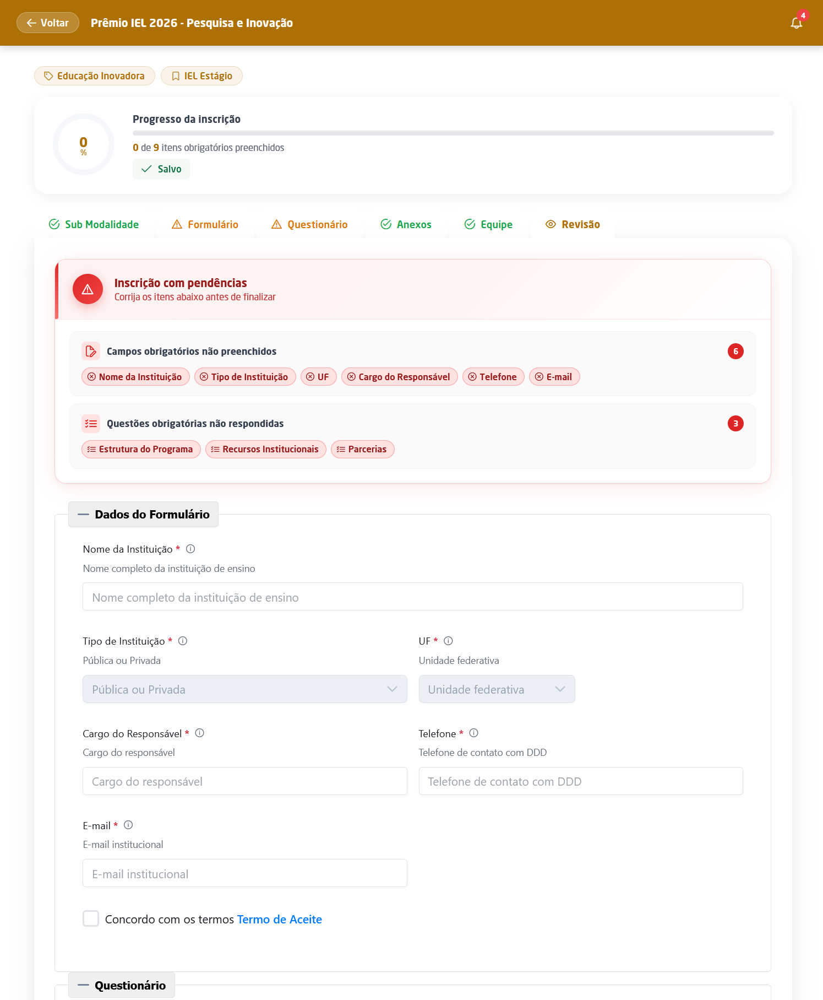 Voltar
Prêmio IEL 2026 - Pesquisa e Inovação
4
Educação Inovadora
IEL Estágio
0
%
Progresso da inscrição
0 de 9 itens obrigatórios preenchidos
Salvo
Sub Modalidade
Formulário
Questionário
Anexos
Equipe
Revisão
Inscrição com pendências
Corrija os itens abaixo antes de finalizar
Campos obrigatórios não preenchidos
6
Nome da Instituição
Tipo de Instituição
UF
Cargo do Responsável
Telefone
E-mail
Questões obrigatórias não respondidas
3
Estrutura do Programa
Recursos Institucionais
Parcerias
Dados do Formulário
Nome da Instituição *
Nome completo da instituição de ensino
Nome completo da instituição de ensino
Tipo de Instituição *
Pública ou Privada
Pública ou Privada
UF *
Unidade federativa
Unidade federativa
Cargo do Responsável *
Cargo do responsável
Cargo do responsável
Telefone *
Telefone de contato com DDD
Telefone de contato com DDD
E-mail *
E-mail institucional
E-mail institucional
Concordo com os termos Termo de Aceite
Questionário